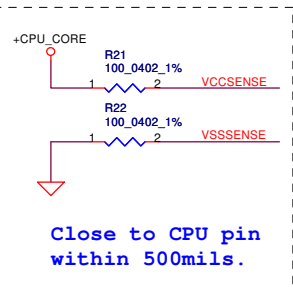 +CPU_CORE
R21
100_0402_1%
1 2 VCCSENSE
R22
100_0402_1%
1 2 VSSSENSE
Close to CPU pin
within 500mils.